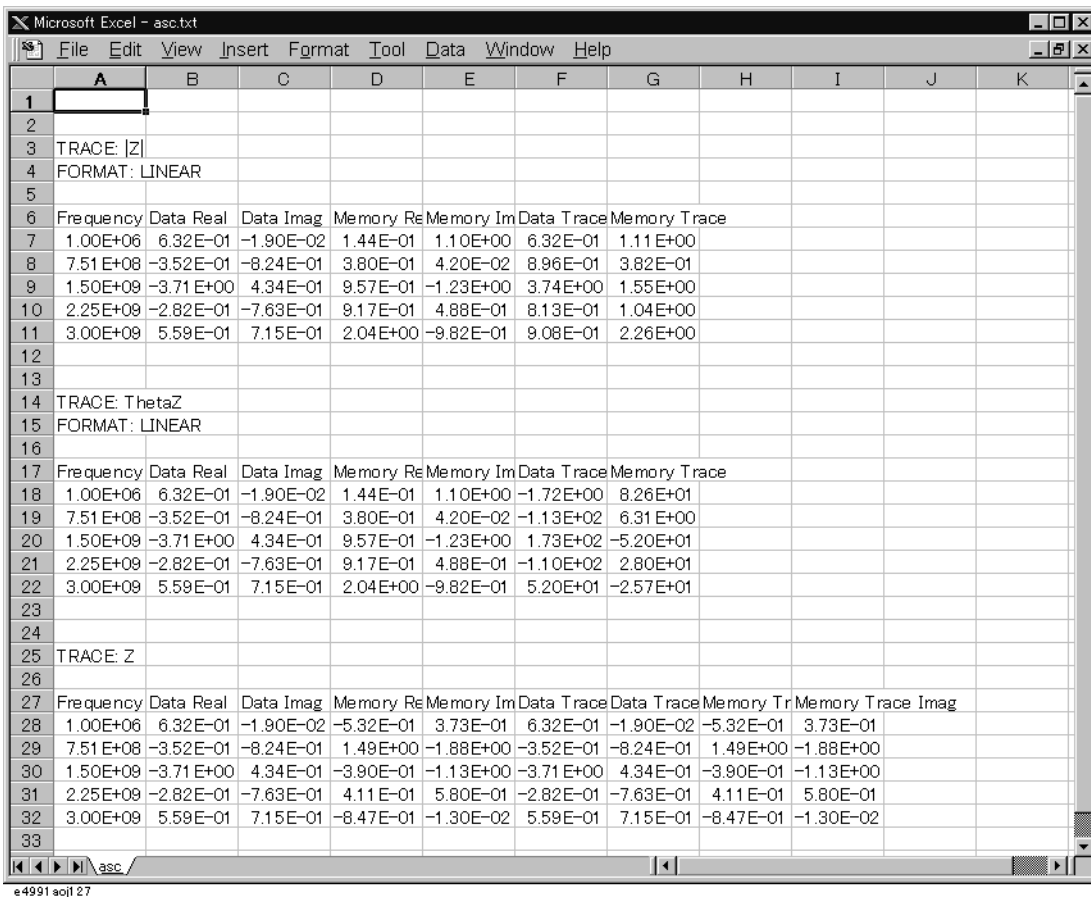 Microsoft Excel - asc.txt
File Edit View Insert Format Tool Data Window Help
A B C D E F G H I J K
1
2
3 TRACE: |Z|
4 FORMAT: LINEAR
5
6 Frequency Data Real Data Imag Memory Re Memory Im Data Trace Memory Trace
7 1.00E+06 6.32E-01 -1.90E-02 1.44E-01 1.10E+00 6.32E-01 1.11E+00
8 7.51E+08 -3.52E-01 -8.24E-01 3.80E-01 4.20E-02 8.96E-01 3.82E-01
9 1.50E+09 -3.71E+00 4.34E-01 9.57E-01 -1.23E+00 3.74E+00 1.55E+00
10 2.25E+09 -2.82E-01 -7.63E-01 9.17E-01 4.88E-01 8.13E-01 1.04E+00
11 3.00E+09 5.59E-01 7.15E-01 2.04E+00 -9.82E-01 9.08E-01 2.26E+00
12
13
14 TRACE: ThetaZ
15 FORMAT: LINEAR
16
17 Frequency Data Real Data Imag Memory Re Memory Im Data Trace Memory Trace
18 1.00E+06 6.32E-01 -1.90E-02 1.44E-01 1.10E+00 -1.72E+00 8.26E+01
19 7.51E+08 -3.52E-01 -8.24E-01 3.80E-01 4.20E-02 -1.13E+02 6.31E+00
20 1.50E+09 -3.71E+00 4.34E-01 9.57E-01 -1.23E+00 1.73E+02 -5.20E+01
21 2.25E+09 -2.82E-01 -7.63E-01 9.17E-01 4.88E-01 -1.10E+02 2.80E+01
22 3.00E+09 5.59E-01 7.15E-01 2.04E+00 -9.82E-01 5.20E+01 -2.57E+01
23
24
25 TRACE: Z
26
27 Frequency Data Real Data Imag Memory Re Memory Im Data Trace Data Trace Memory Tr Memory Trace Imag
28 1.00E+06 6.32E-01 -1.90E-02 -5.32E-01 3.73E-01 6.32E-01 -1.90E-02 -5.32E-01 3.73E-01
29 7.51E+08 -3.52E-01 -8.24E-01 1.49E+00 -1.88E+00 -3.52E-01 -8.24E-01 1.49E+00 -1.88E+00
30 1.50E+09 -3.71E+00 4.34E-01 -3.90E-01 -1.13E+00 -3.71E+00 4.34E-01 -3.90E-01 -1.13E+00
31 2.25E+09 -2.82E-01 -7.63E-01 4.11E-01 5.80E-01 -2.82E-01 -7.63E-01 4.11E-01 5.80E-01
32 3.00E+09 5.59E-01 7.15E-01 -8.47E-01 -1.30E-02 5.59E-01 7.15E-01 -8.47E-01 -1.30E-02
33
asc
e4991aoj127